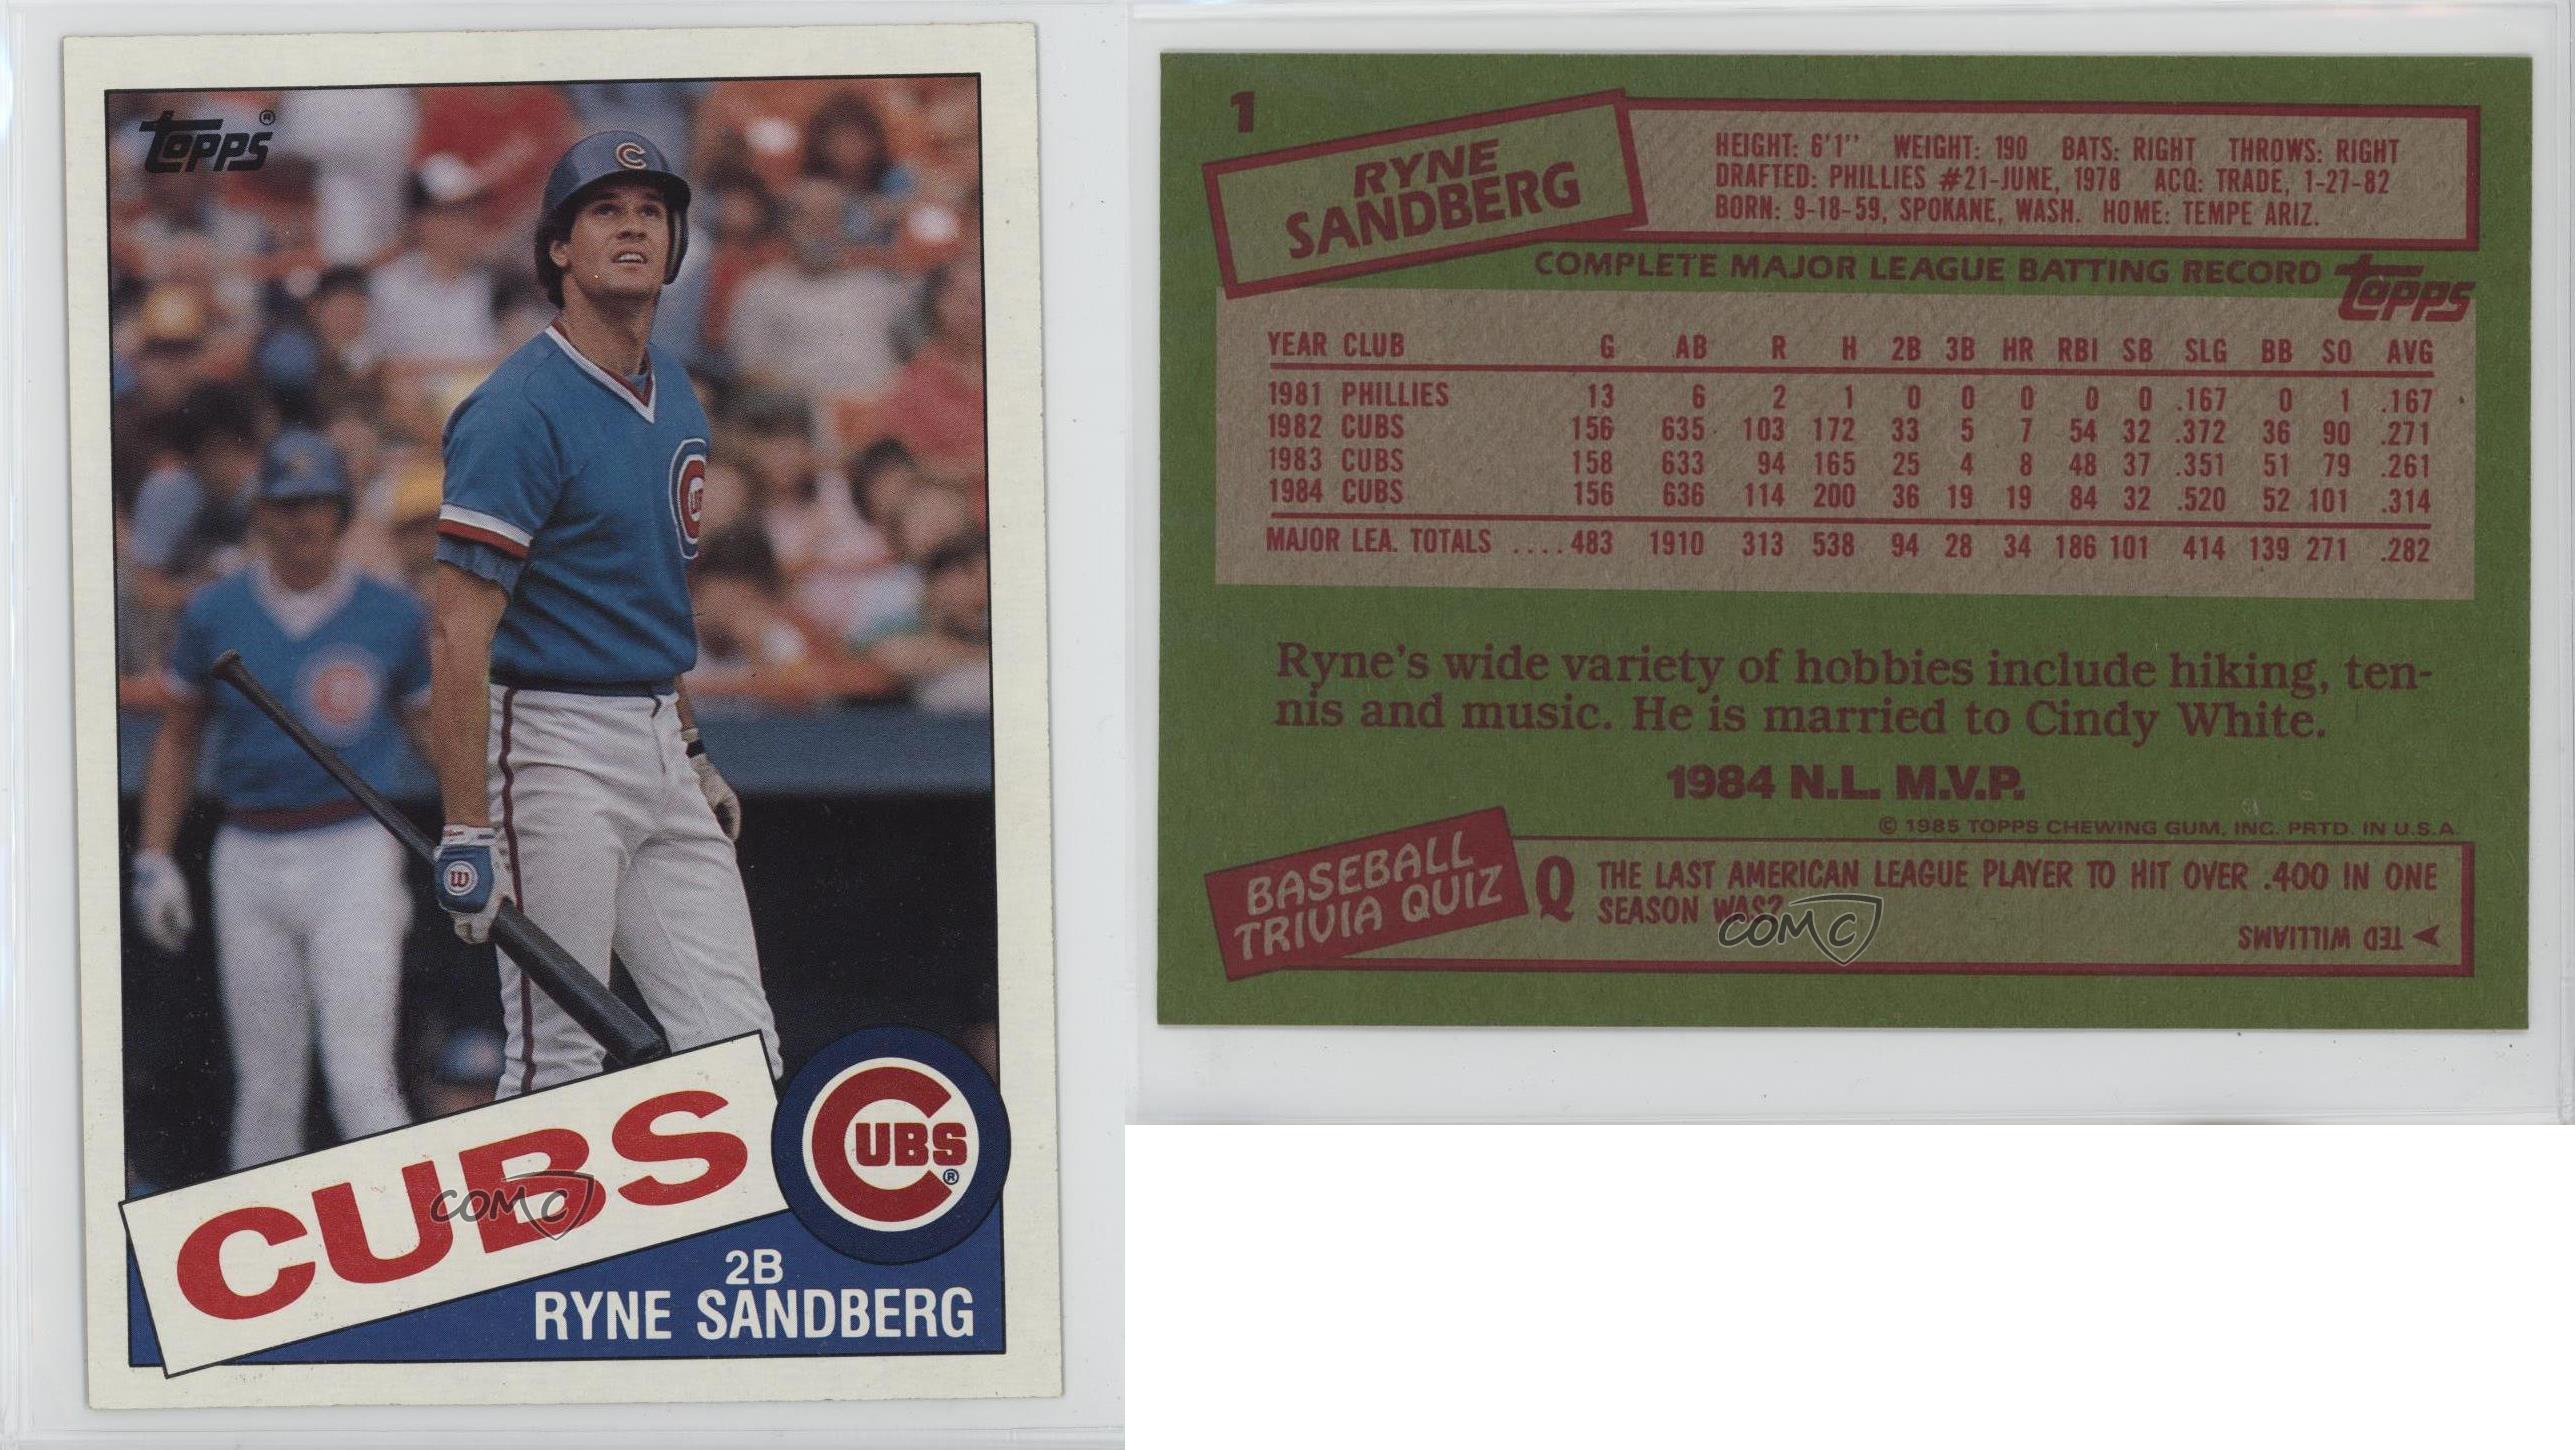 topps®
C
CUBS
W
CUBS
CUBS®
COMC
2B
RYNE SANDBERG
1
RYNE
SANDBERG
HEIGHT: 6'1'' WEIGHT: 190 BATS: RIGHT THROWS: RIGHT
DRAFTED: PHILLIES #21-JUNE, 1978 ACQ: TRADE, 1-27-82
BORN: 9-18-59, SPOKANE, WASH. HOME: TEMPE ARIZ.
COMPLETE MAJOR LEAGUE BATTING RECORD topps
YEAR CLUB G AB R H 2B 3B HR RBI SB SLG BB SO AVG
1981 PHILLIES 13 6 2 1 0 0 0 0 0 .167 0 1 .167
1982 CUBS 156 635 103 172 33 5 7 54 32 .372 36 90 .271
1983 CUBS 158 633 94 165 25 4 8 48 37 .351 51 79 .261
1984 CUBS 156 636 114 200 36 19 19 84 32 .520 52 101 .314
MAJOR LEA. TOTALS ....483 1910 313 538 94 28 34 186 101 414 139 271 .282
Ryne's wide variety of hobbies include hiking, ten-
nis and music. He is married to Cindy White.
1984 N.L. M.V.P.
© 1985 TOPPS CHEWING GUM, INC. PRTD. IN U.S.A.
BASEBALL
TRIVIA QUIZ
Q THE LAST AMERICAN LEAGUE PLAYER TO HIT OVER .400 IN ONE
SEASON WAS?
COMC
TED WILLIAMS